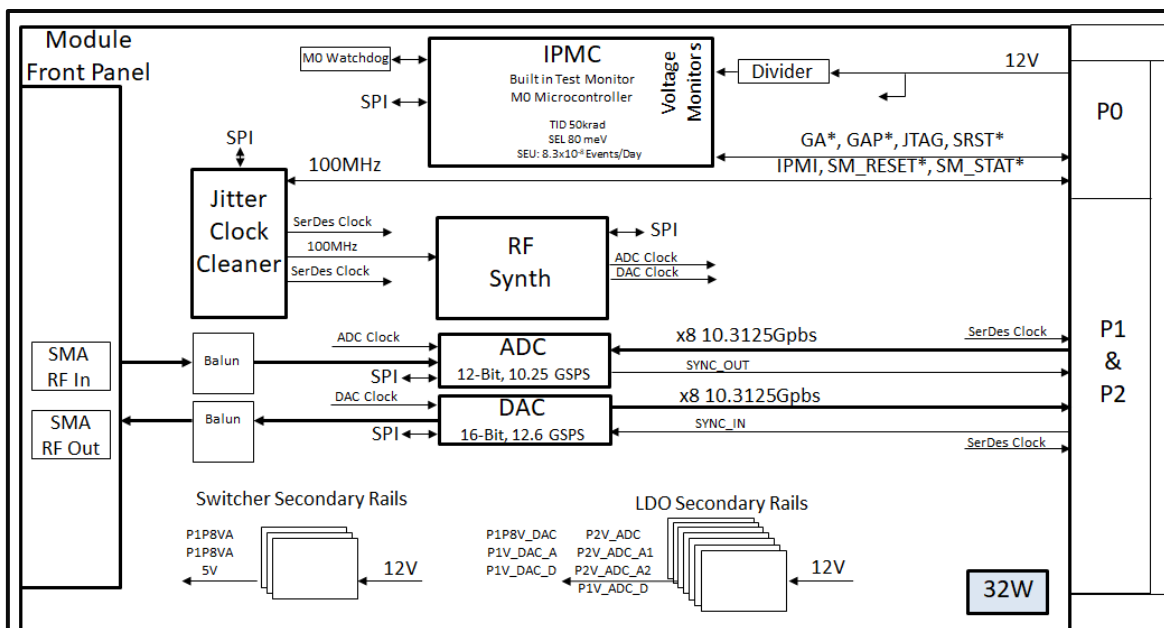 Module
Front Panel
M0 Watchdog
SPI
IPMC
Built in Test Monitor
M0 Microcontroller
TID 50krad
SEL 80 meV
SEU: 8.3x10⁻⁸Events/Day
Voltage
Monitors
Divider
12V
P0
GA*, GAP*, JTAG, SRST*
IPMI, SM_RESET*, SM_STAT*
SPI
100MHz
Jitter
Clock
Cleaner
SerDes Clock
100MHz
SerDes Clock
RF
Synth
SPI
ADC Clock
DAC Clock
SMA
RF In
Balun
ADC Clock
SPI
ADC
12-Bit, 10.25 GSPS
x8 10.3125Gpbs
SerDes Clock
SYNC_OUT
P1
&
P2
SMA
RF Out
Balun
DAC Clock
SPI
DAC
16-Bit, 12.6 GSPS
x8 10.3125Gpbs
SYNC_IN
SerDes Clock
Switcher Secondary Rails
P1P8VA
P1P8VA
5V
12V
LDO Secondary Rails
P1P8V_DAC
P1V_DAC_A
P1V_DAC_D
P2V_ADC
P2V_ADC_A1
P2V_ADC_A2
P1V_ADC_D
12V
32W